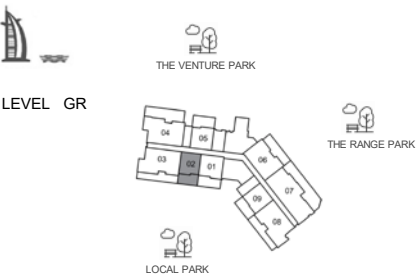 THE VENTURE PARK
LEVEL GR
THE RANGE PARK
04
05
03
02
01
06
07
09
08
LOCAL PARK